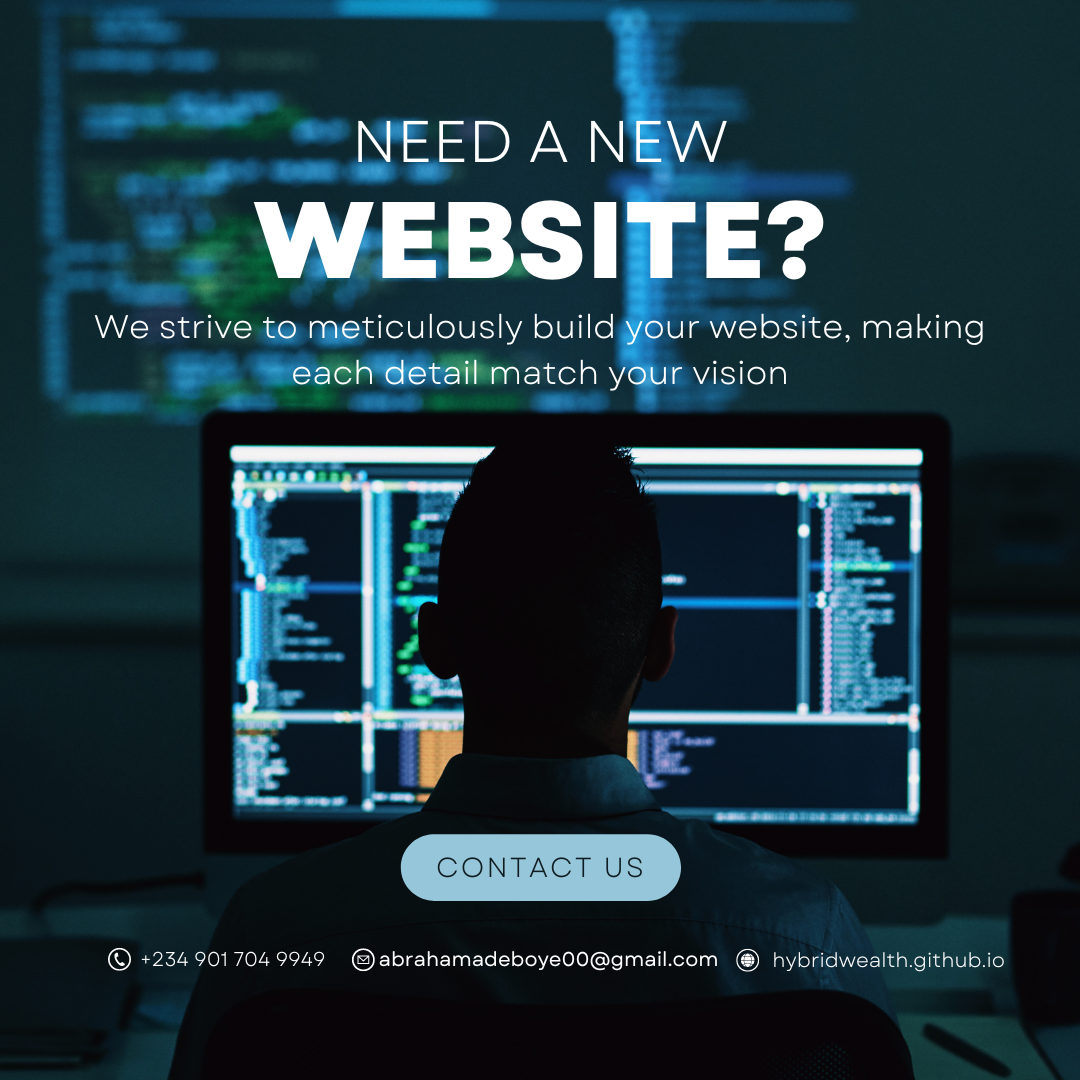 NEED A NEW
WEBSITE?
We strive to meticulously build your website, making
each detail match your vision
CONTACT US
+234 901 704 9949 abrahamadeboye00@gmail.com hybridwealth.github.io